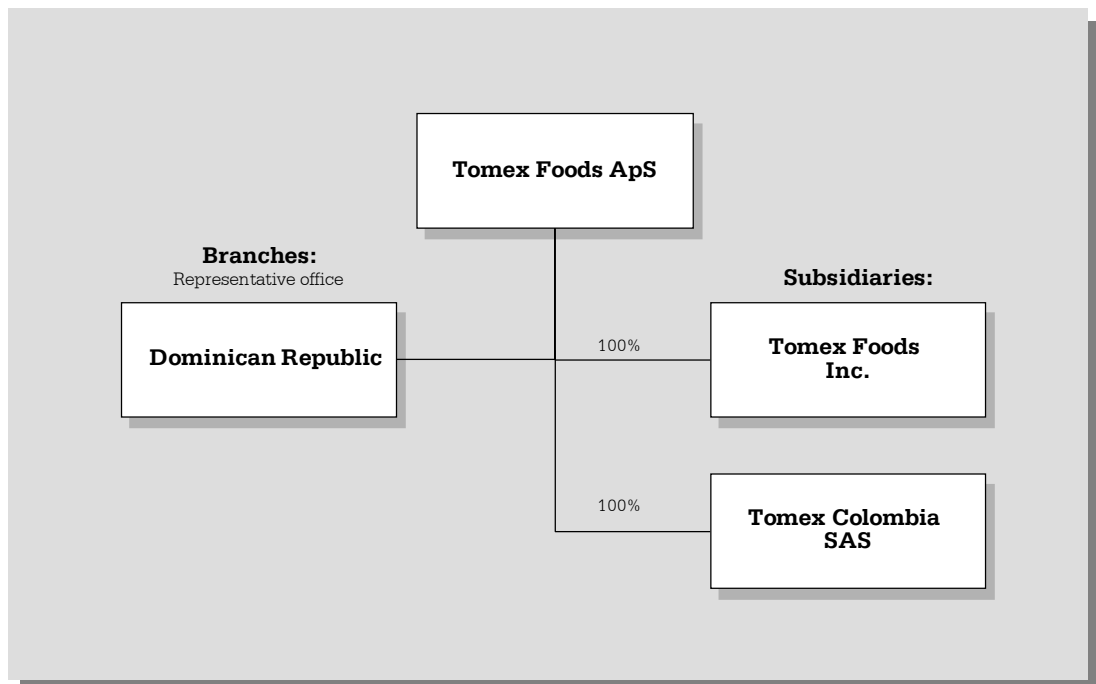 Tomex Foods ApS
Branches:
Representative office
Dominican Republic
Subsidiaries:
100%
Tomex Foods
Inc.
100%
Tomex Colombia
SAS